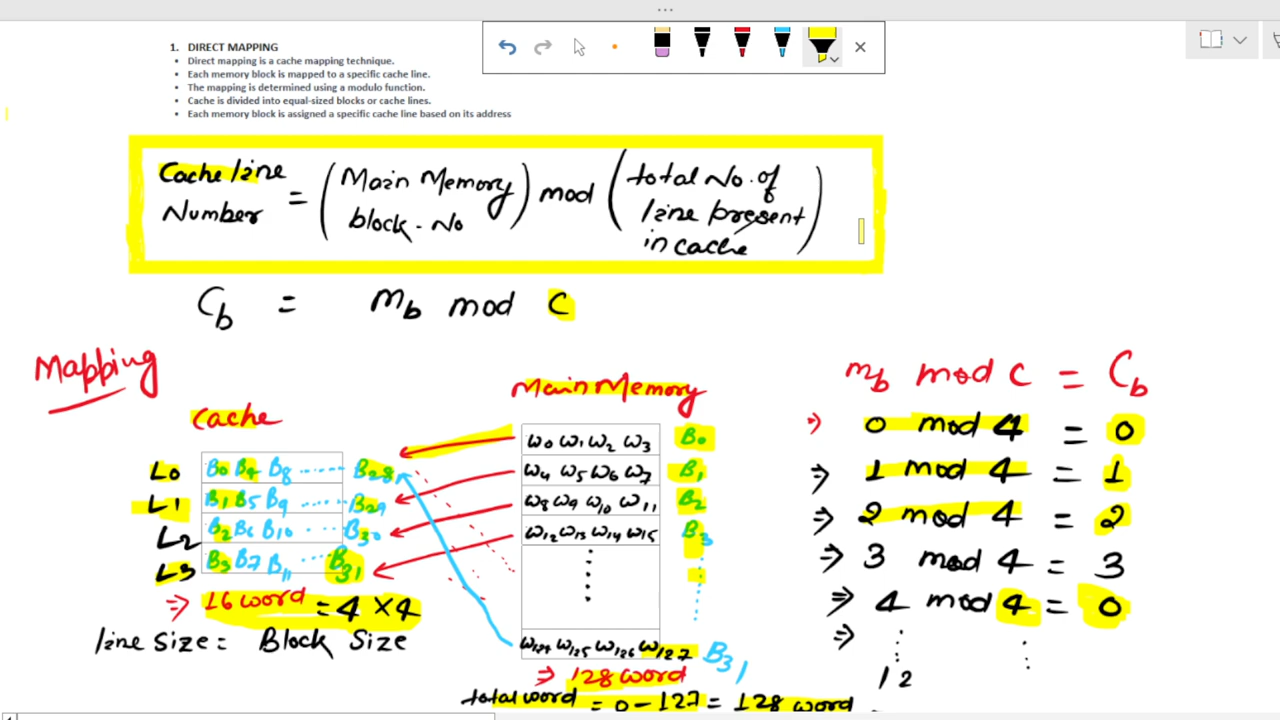 1. DIRECT MAPPING
• Direct mapping is a cache mapping technique.
• Each memory block is mapped to a specific cache line.
• The mapping is determined using a modulo function.
• Cache is divided into equal-sized blocks or cache lines.
• Each memory block is assigned a specific cache line based on its address
Cache line Number = (Main Memory block-No) mod (total No. of line present in cache)
Cb = mb mod C
Mapping
Cache
L0 B0 B4 B8 ...... B28
L1 B1 B5 B9 ...... B29
L2 B2 B6 B10 ..... B30
L3 B3 B7 B11 ..... B31
⇒ 16 word = 4 × 4
line size = Block Size
Main Memory
W0 W1 W2 W3 B0
W4 W5 W6 W7 B1
W8 W9 W10 W11 B2
W12 W13 W14 W15 B3
W124 W125 W126 W127 B31
⇒ 128 word
total word = 0 - 127 = 128 word
mb mod C = Cb
⇒ 0 mod 4 = 0
⇒ 1 mod 4 = 1
⇒ 2 mod 4 = 2
⇒ 3 mod 4 = 3
⇒ 4 mod 4 = 0
⇒
12